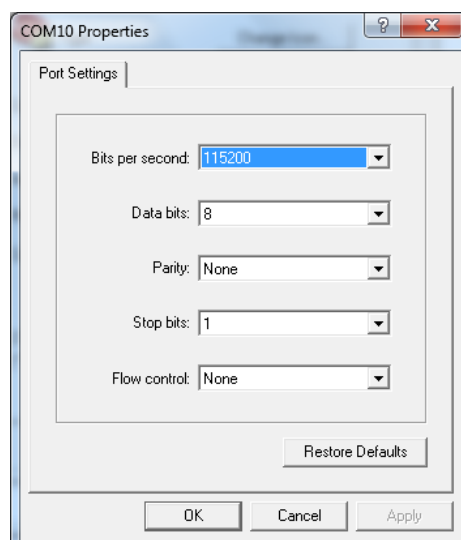 COM10 Properties
Port Settings
Bits per second: 115200
Data bits: 8
Parity: None
Stop bits: 1
Flow control: None
Restore Defaults
OK Cancel Apply